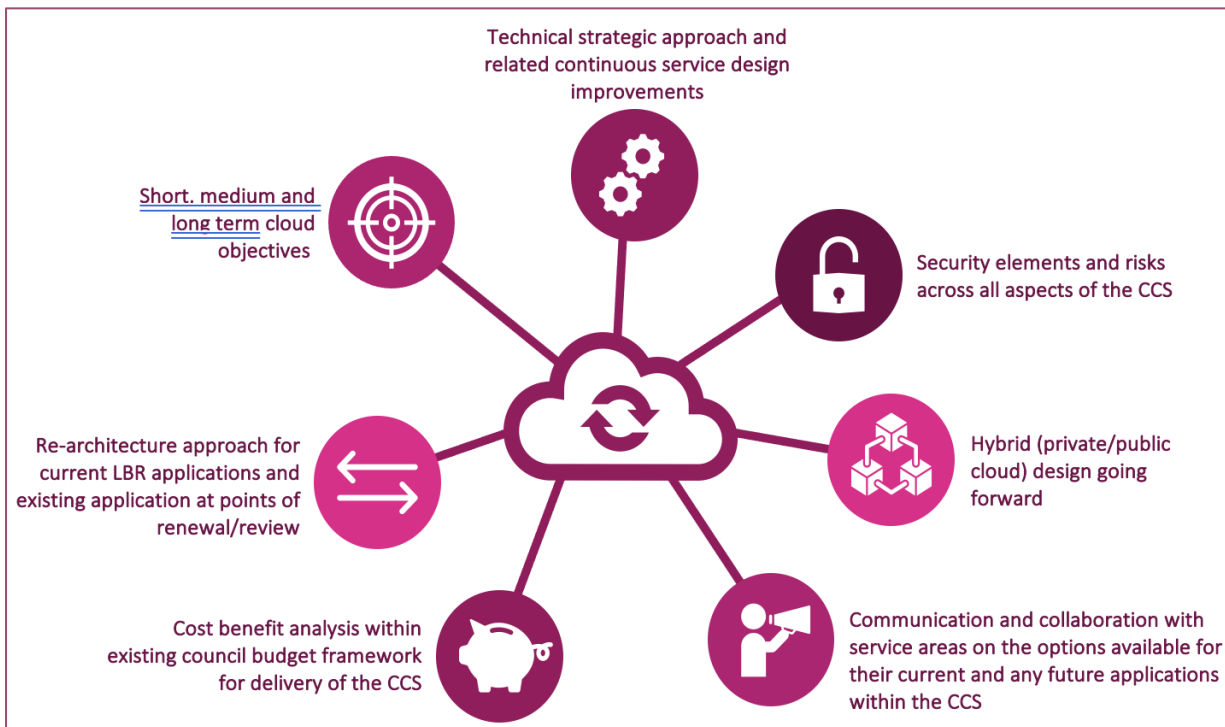 Technical strategic approach and
related continuous service design
improvements
Short. medium and
long term cloud
objectives
Security elements and risks
across all aspects of the CCS
Re-architecture approach for
current LBR applications and
existing application at points of
renewal/review
Hybrid (private/public
cloud) design going
forward
Cost benefit analysis within
existing council budget framework
for delivery of the CCS
Communication and collaboration with
service areas on the options available for
their current and any future applications
within the CCS